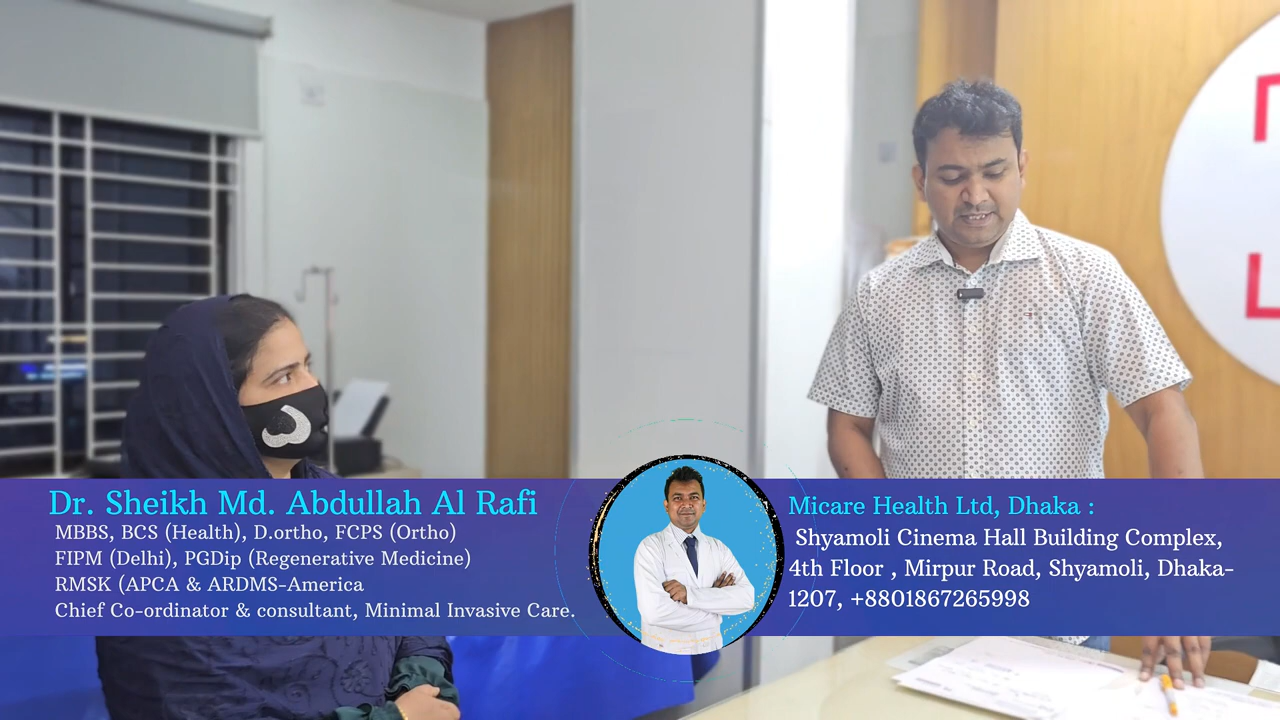 Dr. Sheikh Md. Abdullah Al Rafi
MBBS, BCS (Health), D.ortho, FCPS (Ortho)
FIPM (Delhi), PGDip (Regenerative Medicine)
RMSK (APCA & ARDMS-America
Chief Co-ordinator & consultant, Minimal Invasive Care.
Micare Health Ltd, Dhaka :
Shyamoli Cinema Hall Building Complex,
4th Floor , Mirpur Road, Shyamoli, Dhaka-
1207, +8801867265998